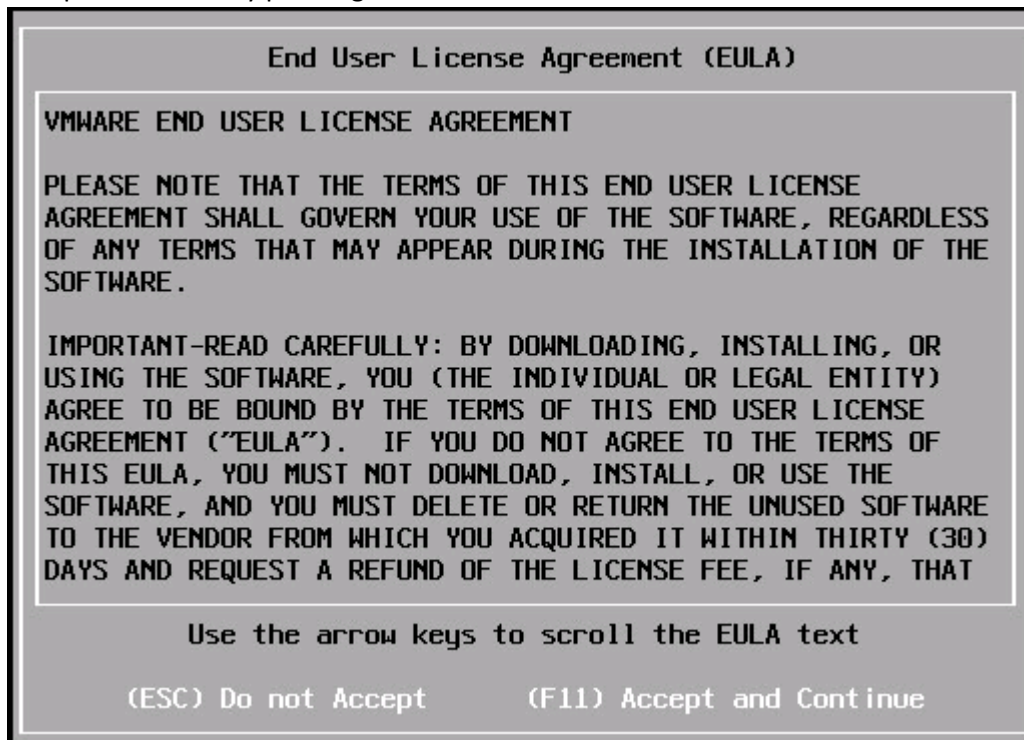 End User License Agreement (EULA)
VMWARE END USER LICENSE AGREEMENT
PLEASE NOTE THAT THE TERMS OF THIS END USER LICENSE
AGREEMENT SHALL GOVERN YOUR USE OF THE SOFTWARE, REGARDLESS
OF ANY TERMS THAT MAY APPEAR DURING THE INSTALLATION OF THE
SOFTWARE.
IMPORTANT-READ CAREFULLY: BY DOWNLOADING, INSTALLING, OR
USING THE SOFTWARE, YOU (THE INDIVIDUAL OR LEGAL ENTITY)
AGREE TO BE BOUND BY THE TERMS OF THIS END USER LICENSE
AGREEMENT ("EULA").  IF YOU DO NOT AGREE TO THE TERMS OF
THIS EULA, YOU MUST NOT DOWNLOAD, INSTALL, OR USE THE
SOFTWARE, AND YOU MUST DELETE OR RETURN THE UNUSED SOFTWARE
TO THE VENDOR FROM WHICH YOU ACQUIRED IT WITHIN THIRTY (30)
DAYS AND REQUEST A REFUND OF THE LICENSE FEE, IF ANY, THAT
Use the arrow keys to scroll the EULA text
(ESC) Do not Accept (F11) Accept and Continue